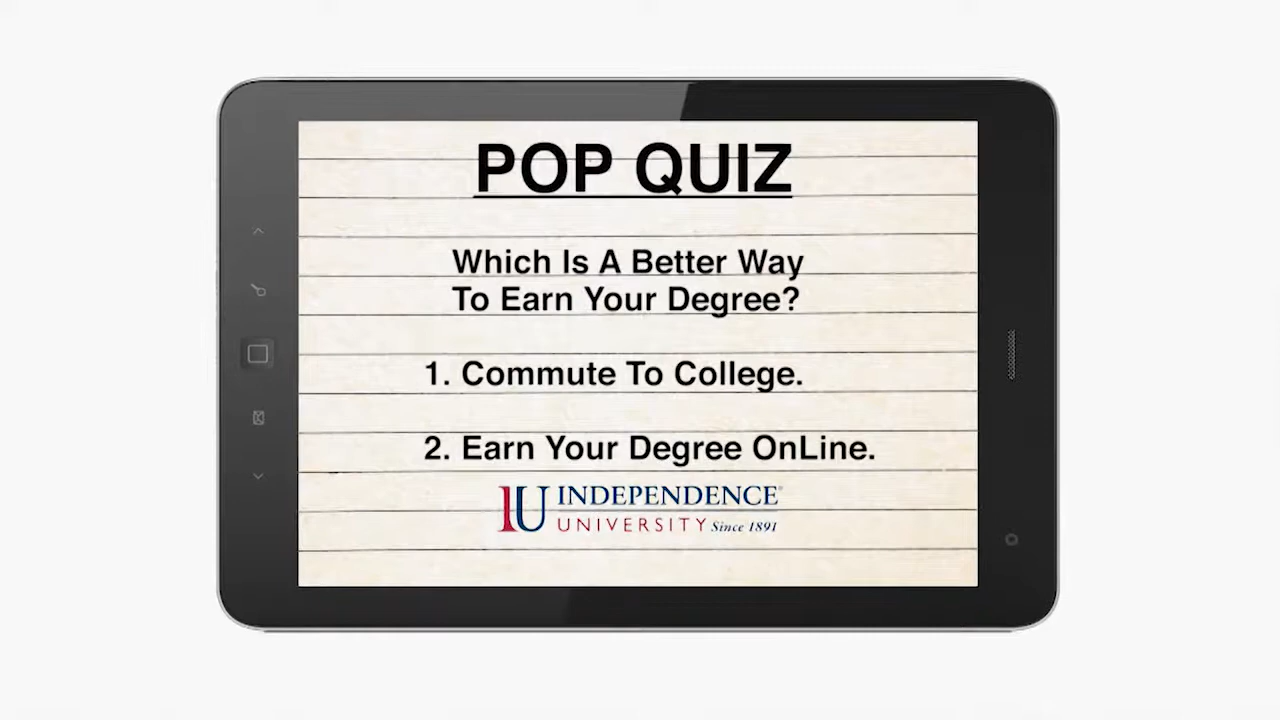 POP QUIZ
Which Is A Better Way
To Earn Your Degree?
1. Commute To College.
2. Earn Your Degree OnLine.
IU INDEPENDENCE®
UNIVERSITY Since 1891